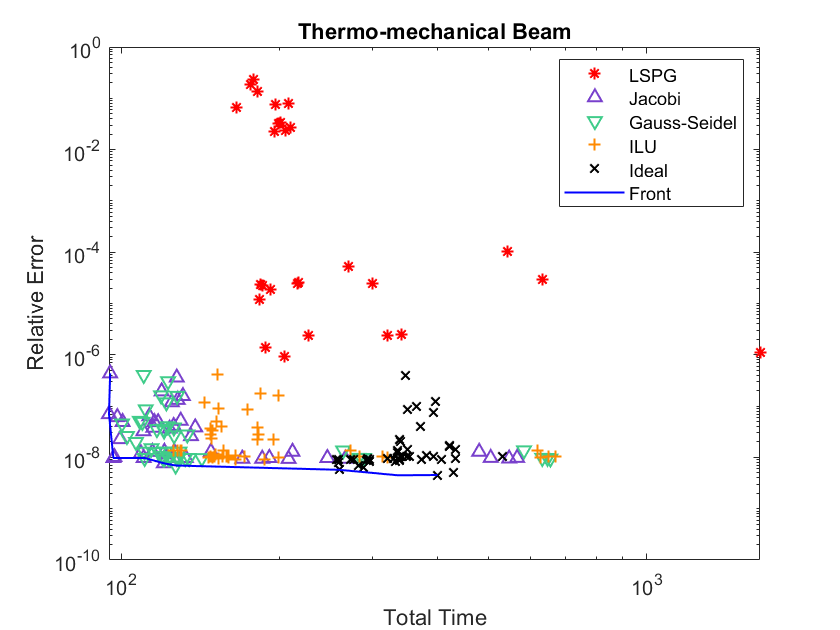 Thermo-mechanical Beam
10^0
10^-2
10^-4
10^-6
10^-8
10^-10
Relative Error
LSPG
Jacobi
Gauss-Seidel
ILU
Ideal
Front
10^2
10^3
Total Time